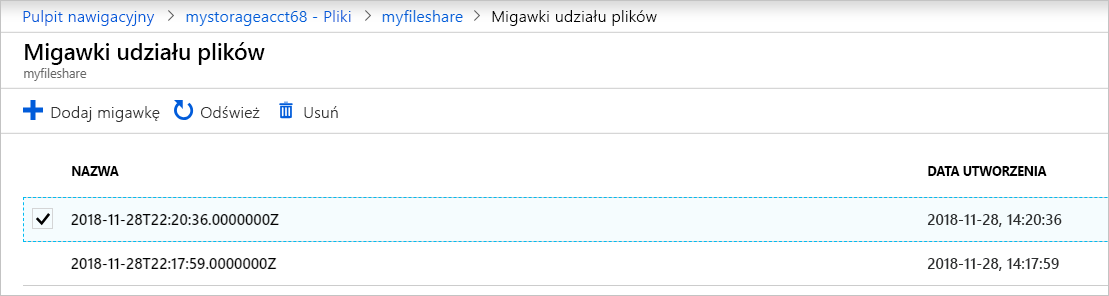 Pulpit nawigacyjny > mystorageacct68 - Pliki > myfileshare > Migawki udziału plików
Migawki udziału plików
myfileshare
Dodaj migawkę Odśwież Usuń
NAZWA DATA UTWORZENIA
2018-11-28T22:20:36.0000000Z 2018-11-28, 14:20:36
2018-11-28T22:17:59.0000000Z 2018-11-28, 14:17:59